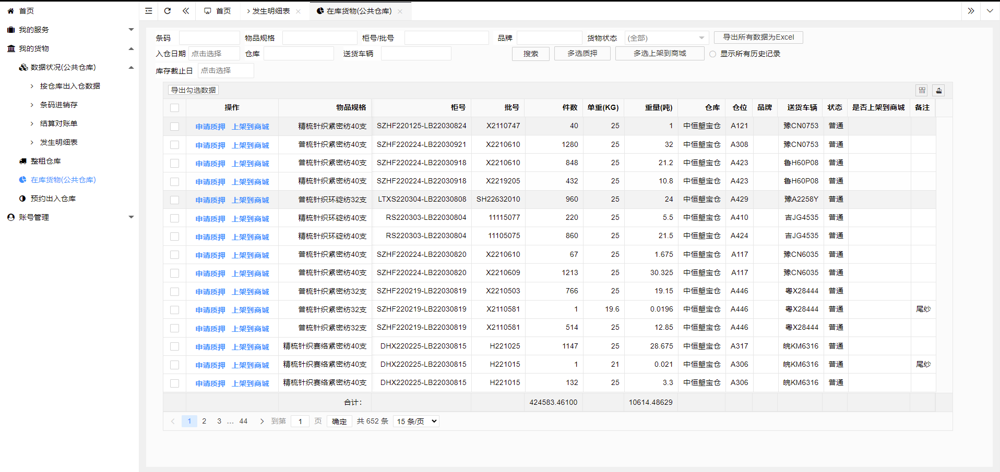 首页
我的服务
我的货物
数据状况(公共仓库)
按仓库出入仓数据
条码进销存
结算对账单
发生明细表
整租仓库
在库货物(公共仓库)
预约出入仓库
账号管理
首页 发生明细表 在库货物(公共仓库)
条码 物品规格 柜号/批号 品牌 货物状态 (全部) 导出所有数据为Excel
入仓日期 点击选择 仓库 送货车辆 搜索 多选质押 多选上架到商城 显示所有历史记录
库存截止日 点击选择
导出勾选数据
操作 物品规格 柜号 批号 件数 单重(KG) 重量(吨) 仓库 仓位 品牌 送货车辆 状态 是否上架到商城 备注
申请质押 上架到商城 精梳针织紧密纺40支 SZHF220125-LB22030824 X2110747 40 25 1 中恒塱宝仓 A121 豫CN0753 普通
申请质押 上架到商城 普梳针织紧密纺40支 SZHF220224-LB22030921 X2210610 1280 25 32 中恒塱宝仓 A308 豫CN0753 普通
申请质押 上架到商城 普梳针织紧密纺40支 SZHF220224-LB22030918 X2210610 848 25 21.2 中恒塱宝仓 A423 鲁H60P08 普通
申请质押 上架到商城 精梳针织紧密纺40支 SZHF220224-LB22030918 X2219205 432 25 10.8 中恒塱宝仓 A423 鲁H60P08 普通
申请质押 上架到商城 普梳针织环锭纺32支 LTXS220304-LB22030808 SH22632010 960 25 24 中恒塱宝仓 A429 豫A2258Y 普通
申请质押 上架到商城 精梳针织环锭纺40支 RS220303-LB22030804 11115077 220 25 5.5 中恒塱宝仓 A410 吉JG4535 普通
申请质押 上架到商城 精梳针织环锭纺40支 RS220303-LB22030804 11105075 860 25 21.5 中恒塱宝仓 A424 吉JG4535 普通
申请质押 上架到商城 普梳针织紧密纺40支 SZHF220224-LB22030820 X2210610 67 25 1.675 中恒塱宝仓 A117 豫CN6035 普通
申请质押 上架到商城 普梳针织紧密纺40支 SZHF220224-LB22030820 X2210609 1213 25 30.325 中恒塱宝仓 A117 豫CN6035 普通
申请质押 上架到商城 普梳针织紧密纺32支 SZHF220219-LB22030819 X2210503 766 25 19.15 中恒塱宝仓 A446 粤X28444 普通
申请质押 上架到商城 普梳针织紧密纺32支 SZHF220219-LB22030819 X2110581 1 19.6 0.0196 中恒塱宝仓 A446 粤X28444 普通 尾纱
申请质押 上架到商城 普梳针织紧密纺32支 SZHF220219-LB22030819 X2110581 514 25 12.85 中恒塱宝仓 A446 粤X28444 普通
申请质押 上架到商城 精梳针织赛络紧密纺40支 DHX220225-LB22030815 H221025 1147 25 28.675 中恒塱宝仓 A317 皖KM6316 普通
申请质押 上架到商城 精梳针织赛络紧密纺40支 DHX220225-LB22030815 H221015 1 21 0.021 中恒塱宝仓 A306 皖KM6316 普通 尾纱
申请质押 上架到商城 精梳针织赛络紧密纺40支 DHX220225-LB22030815 H221015 132 25 3.3 中恒塱宝仓 A306 皖KM6316 普通
合计： 424583.46100 10614.48629
1 2 3 … 44 到第 1 页 确定 共 652 条 15 条/页